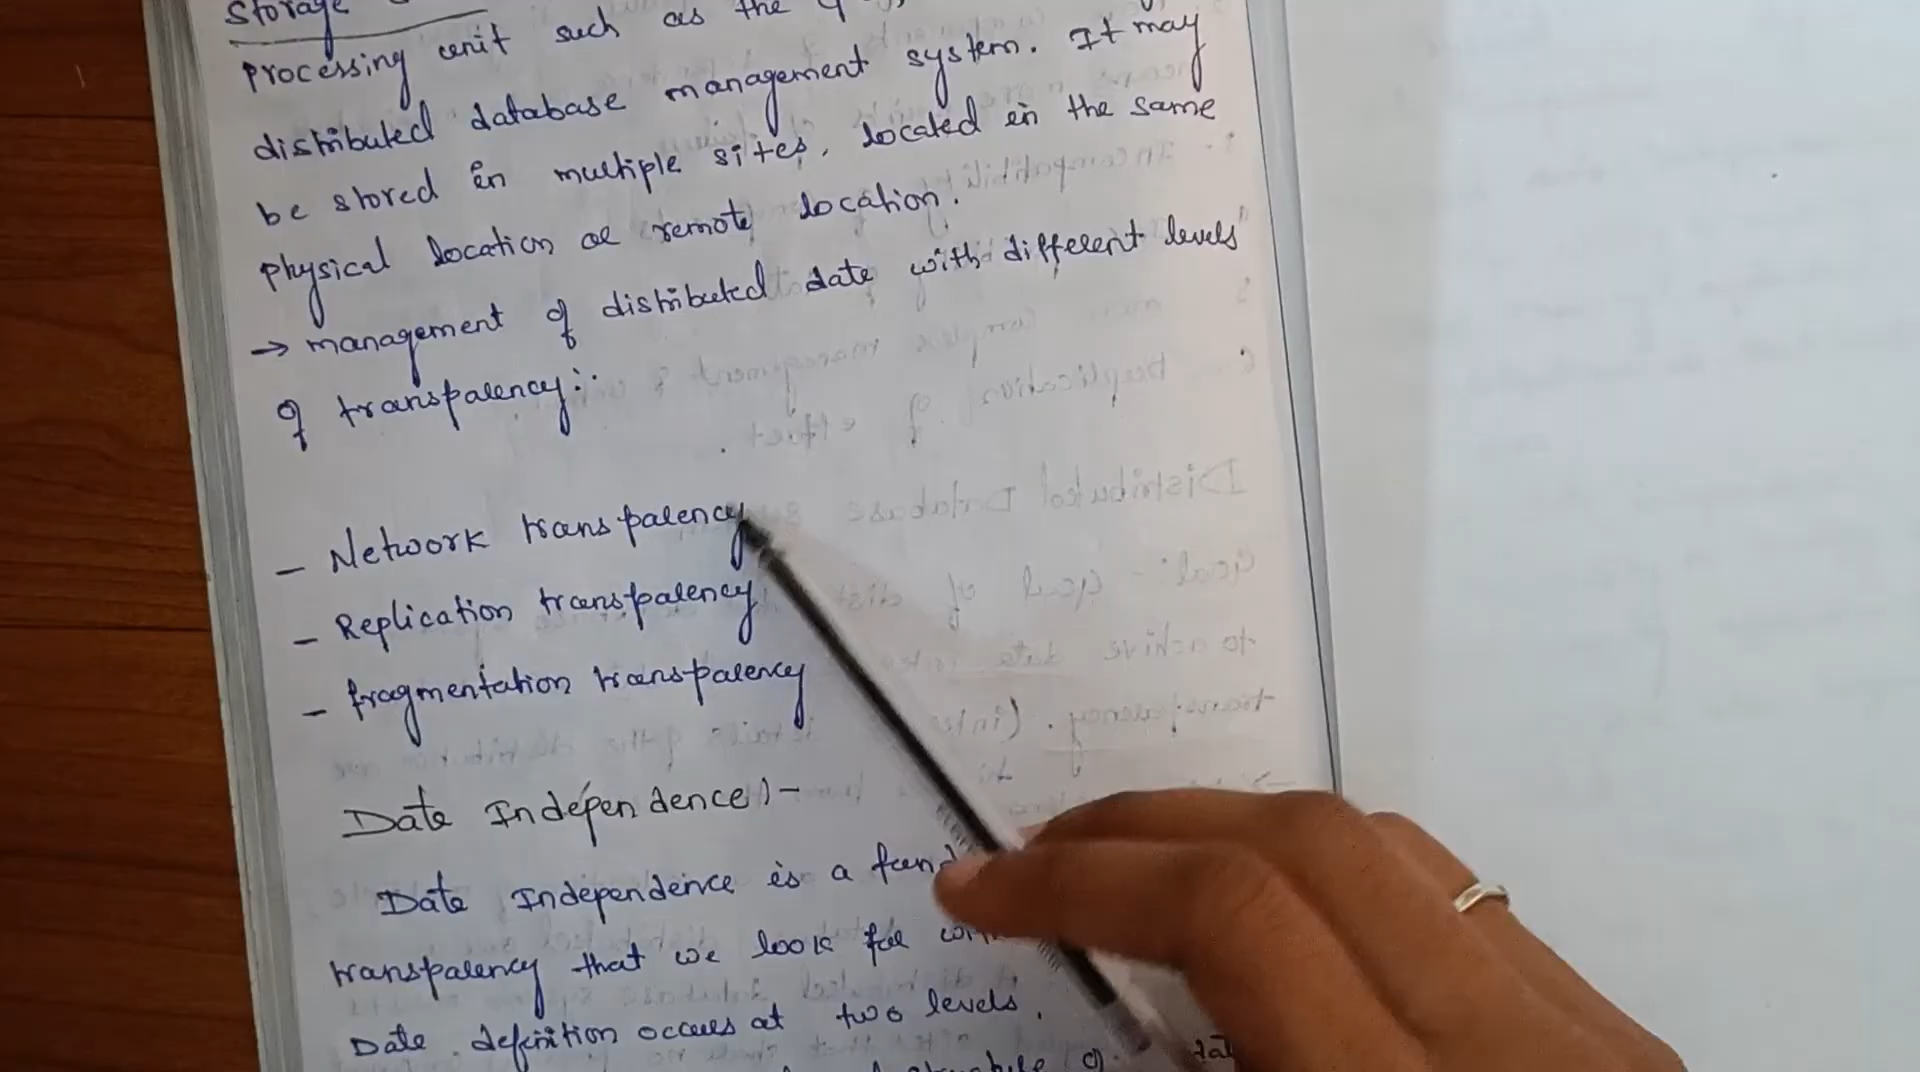 Storage
processing unit such as the
distributed database management system. It may
be stored in multiple sites, located in the same
physical location or remote location.
→ management of distributed data with different levels
of transparency:
- Network transparency
- Replication transparency
- fragmentation transparency
Data Independence:-
Data Independence is a
transparency that we look for
Data definition occurs at two levels.